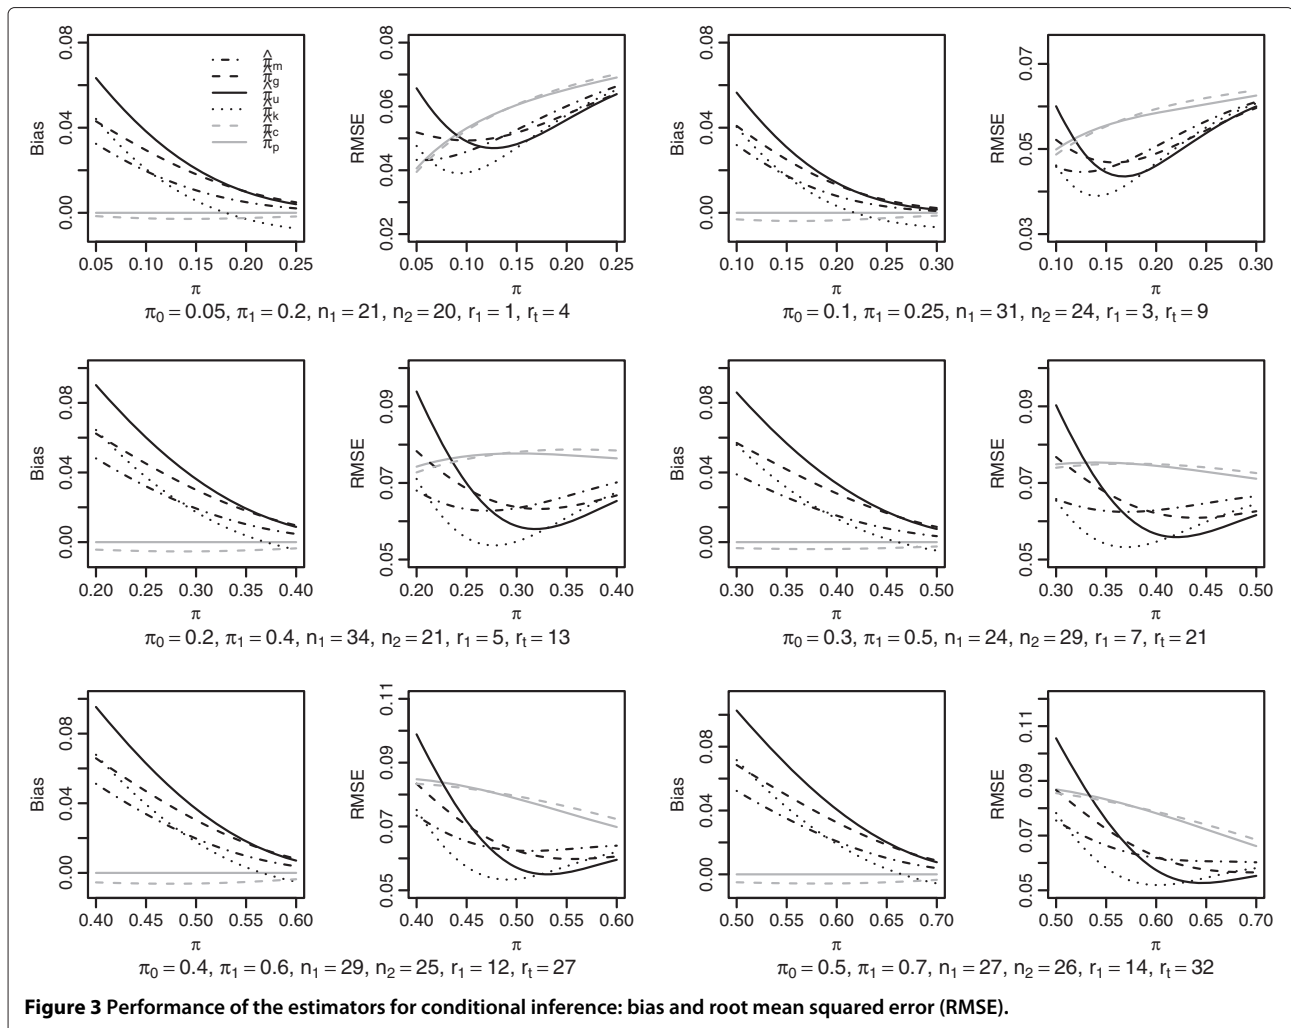 0.00 0.04 0.08
Bias
π̂m
π̂g
π̂u
π̂k
π̂c
π̂p
0.05 0.10 0.15 0.20 0.25
π
0.02 0.04 0.06 0.08
RMSE
0.05 0.10 0.15 0.20 0.25
π
π0 = 0.05, π1 = 0.2, n1 = 21, n2 = 20, r1 = 1, rt = 4
0.00 0.04 0.08
Bias
0.10 0.15 0.20 0.25 0.30
π
0.03 0.05 0.07
RMSE
0.10 0.15 0.20 0.25 0.30
π
π0 = 0.1, π1 = 0.25, n1 = 31, n2 = 24, r1 = 3, rt = 9
0.00 0.04 0.08
Bias
0.20 0.25 0.30 0.35 0.40
π
0.05 0.07 0.09
RMSE
0.20 0.25 0.30 0.35 0.40
π
π0 = 0.2, π1 = 0.4, n1 = 34, n2 = 21, r1 = 5, rt = 13
0.00 0.04 0.08
Bias
0.30 0.35 0.40 0.45 0.50
π
0.05 0.07 0.09
RMSE
0.30 0.35 0.40 0.45 0.50
π
π0 = 0.3, π1 = 0.5, n1 = 24, n2 = 29, r1 = 7, rt = 21
0.00 0.04 0.08
Bias
0.40 0.45 0.50 0.55 0.60
π
0.05 0.07 0.09 0.11
RMSE
0.40 0.45 0.50 0.55 0.60
π
π0 = 0.4, π1 = 0.6, n1 = 29, n2 = 25, r1 = 12, rt = 27
0.00 0.04 0.08
Bias
0.50 0.55 0.60 0.65 0.70
π
0.05 0.07 0.09 0.11
RMSE
0.50 0.55 0.60 0.65 0.70
π
π0 = 0.5, π1 = 0.7, n1 = 27, n2 = 26, r1 = 14, rt = 32
Figure 3 Performance of the estimators for conditional inference: bias and root mean squared error (RMSE).